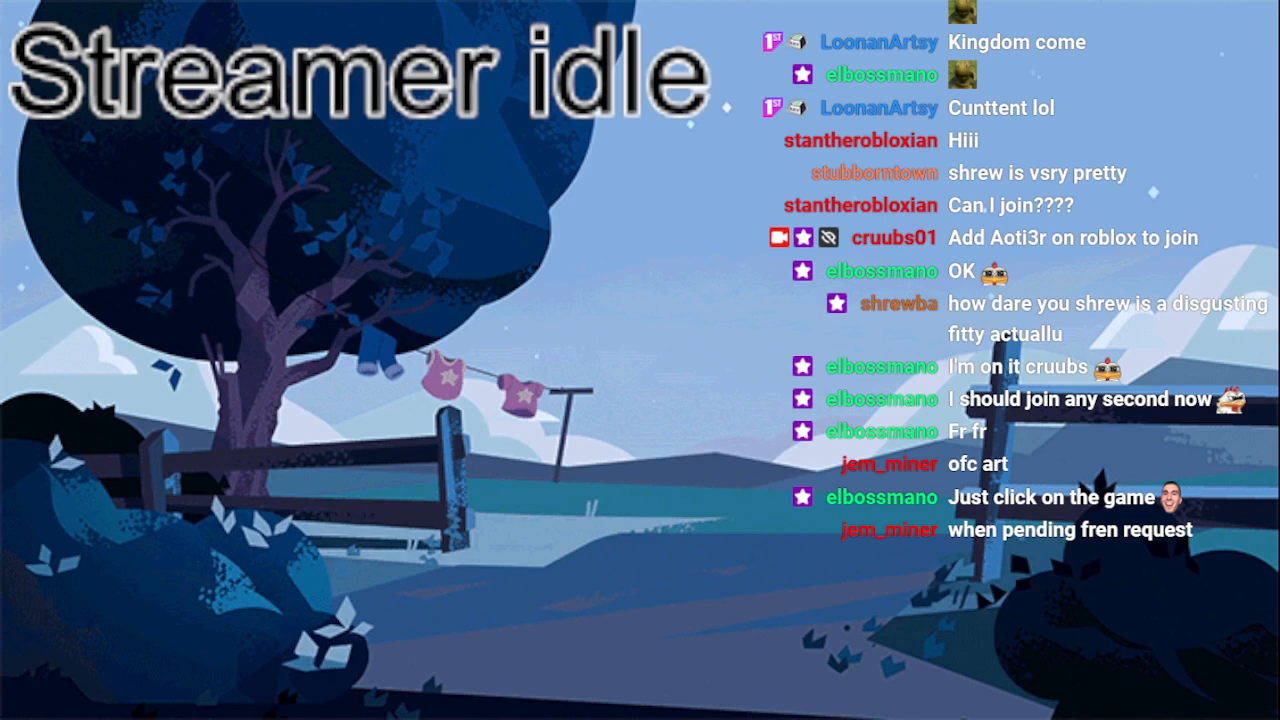 Streamer idle
LoonanArtsy Kingdom come
elbossmano
LoonanArtsy Cunttent lol
stantherobloxian Hiii
stubborntown shrew is vsry pretty
stantherobloxian Can I join????
cruubs01 Add Aoti3r on roblox to join
elbossmano OK
shrewba how dare you shrew is a disgusting
fitty actuallu
elbossmano I'm on it cruubs
elbossmano I should join any second now
elbossmano Fr fr
jem_miner ofc art
elbossmano Just click on the game
jem_miner when pending fren request